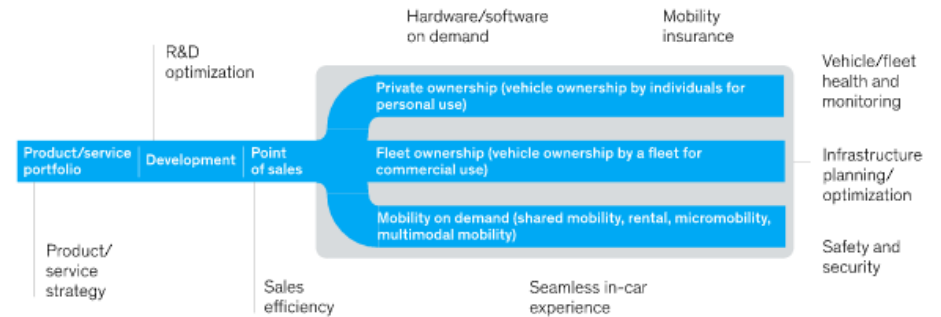 Hardware/software
on demand
Mobility
insurance
R&D
optimization
Vehicle/fleet
health and
monitoring
Private ownership (vehicle ownership by individuals for
personal use)
Product/service
portfolio
Development
Point
of sales
Fleet ownership (vehicle ownership by a fleet for
commercial use)
Infrastructure
planning/
optimization
Mobility on demand (shared mobility, rental, micromobility,
multimodal mobility)
Product/
service
strategy
Sales
efficiency
Seamless in-car
experience
Safety and
security